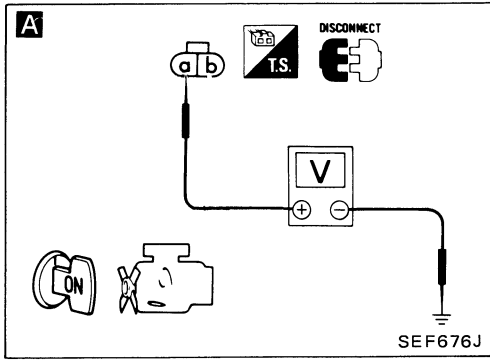 A
DISCONNECT
a b
T.S.
V
+ −
ON
SEF676J